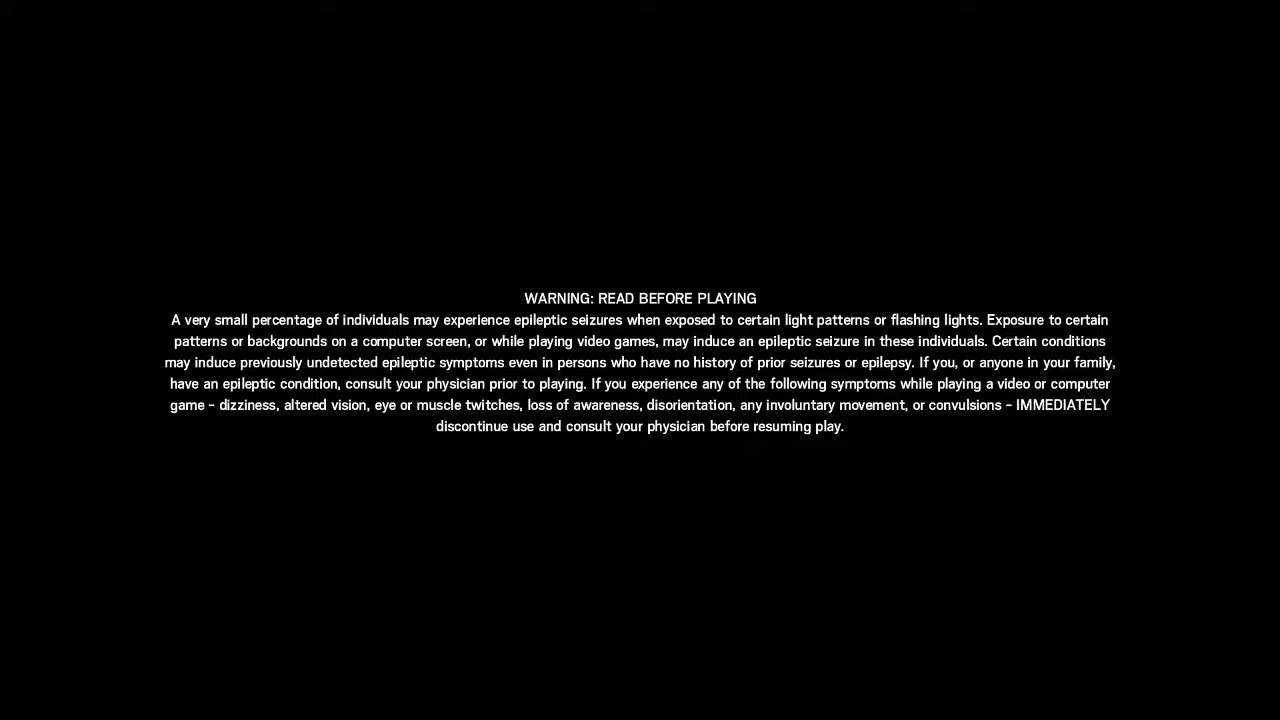 WARNING: READ BEFORE PLAYING
A very small percentage of individuals may experience epileptic seizures when exposed to certain light patterns or flashing lights. Exposure to certain
patterns or backgrounds on a computer screen, or while playing video games, may induce an epileptic seizure in these individuals. Certain conditions
may induce previously undetected epileptic symptoms even in persons who have no history of prior seizures or epilepsy. If you, or anyone in your family,
have an epileptic condition, consult your physician prior to playing. If you experience any of the following symptoms while playing a video or computer
game - dizziness, altered vision, eye or muscle twitches, loss of awareness, disorientation, any involuntary movement, or convulsions - IMMEDIATELY
discontinue use and consult your physician before resuming play.